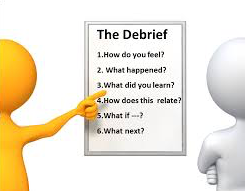 The Debrief
1.How do you feel?
2. What happened?
3.What did you learn?
4.How does this relate?
5.What if ---?
6.What next?